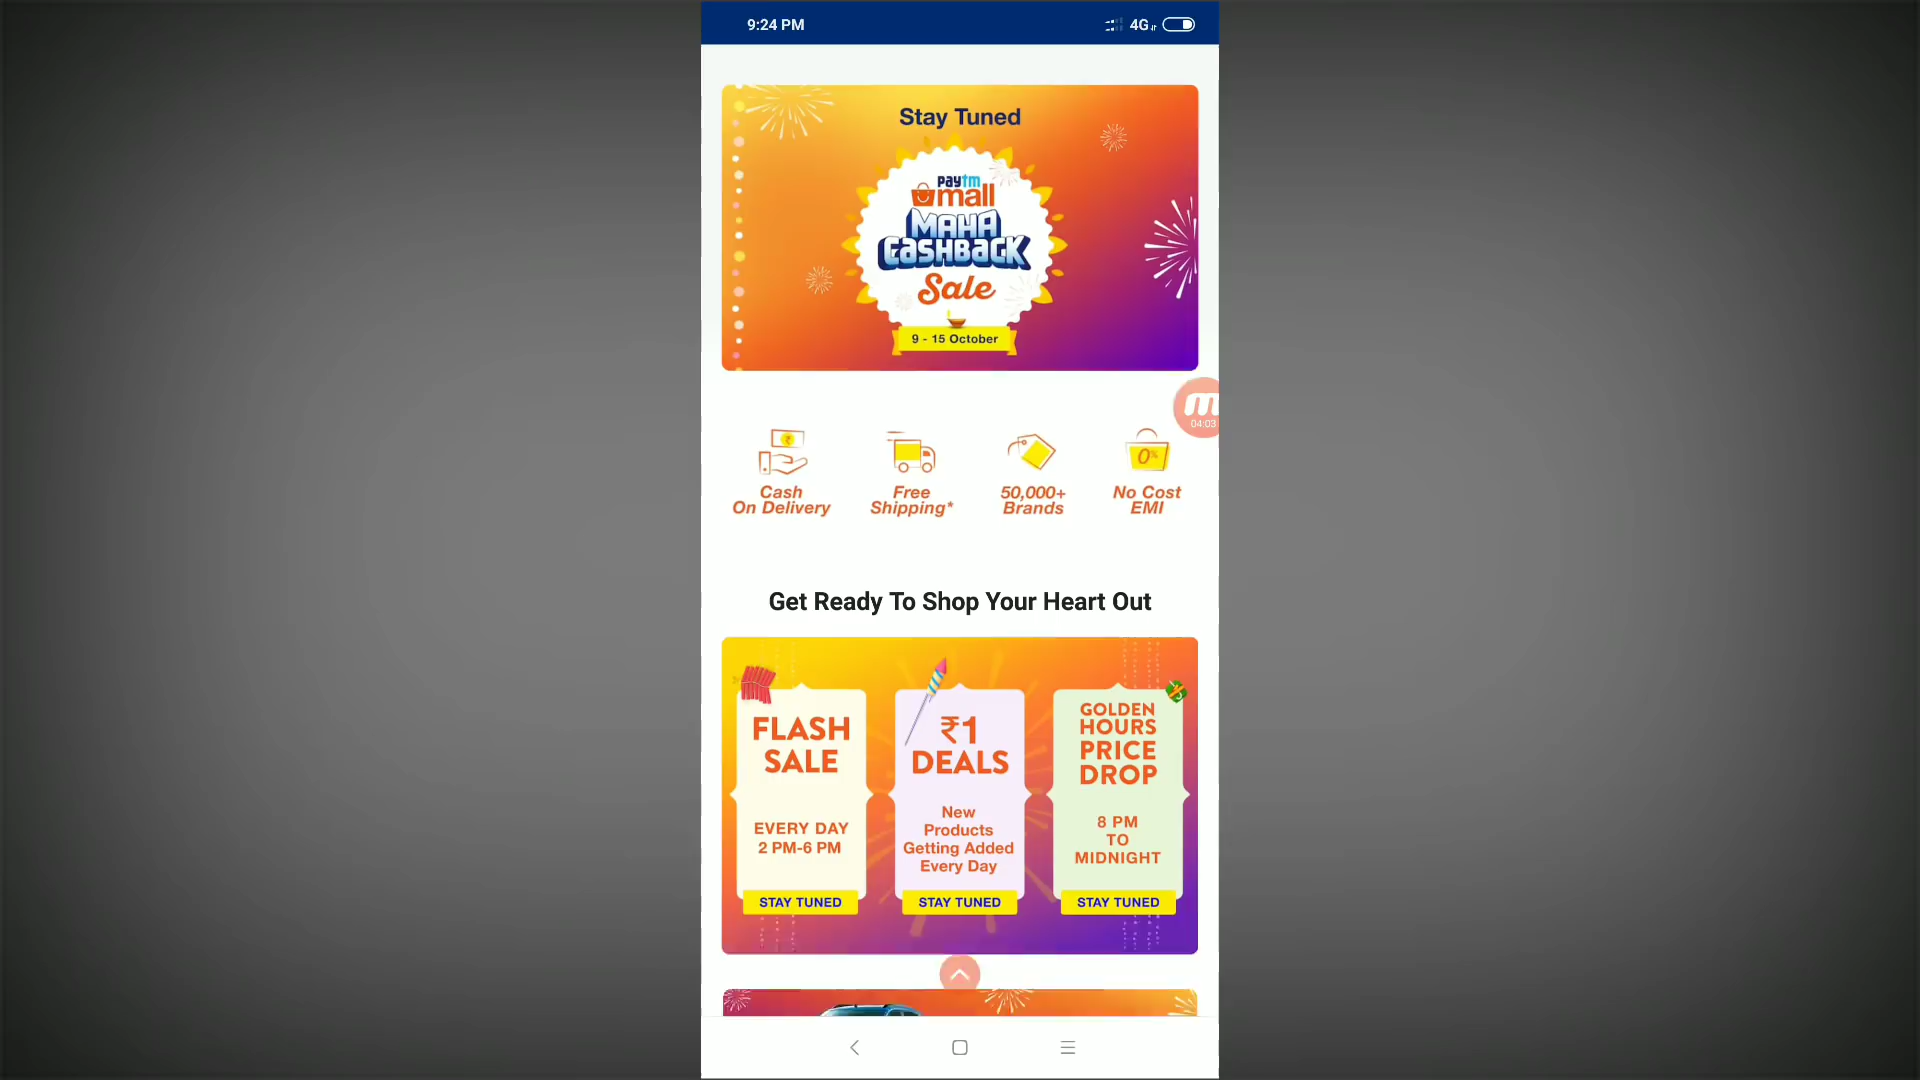 9:24 PM
4G
Stay Tuned
paytm
mall
MAHA
CASHBACK
Sale
9 - 15 October
m
04:03
Cash
On Delivery
Free
Shipping*
50,000+
Brands
0%
No Cost
EMI
Get Ready To Shop Your Heart Out
FLASH
SALE
EVERY DAY
2 PM-6 PM
STAY TUNED
₹1
DEALS
New
Products
Getting Added
Every Day
STAY TUNED
GOLDEN
HOURS
PRICE
DROP
8 PM
TO
MIDNIGHT
STAY TUNED